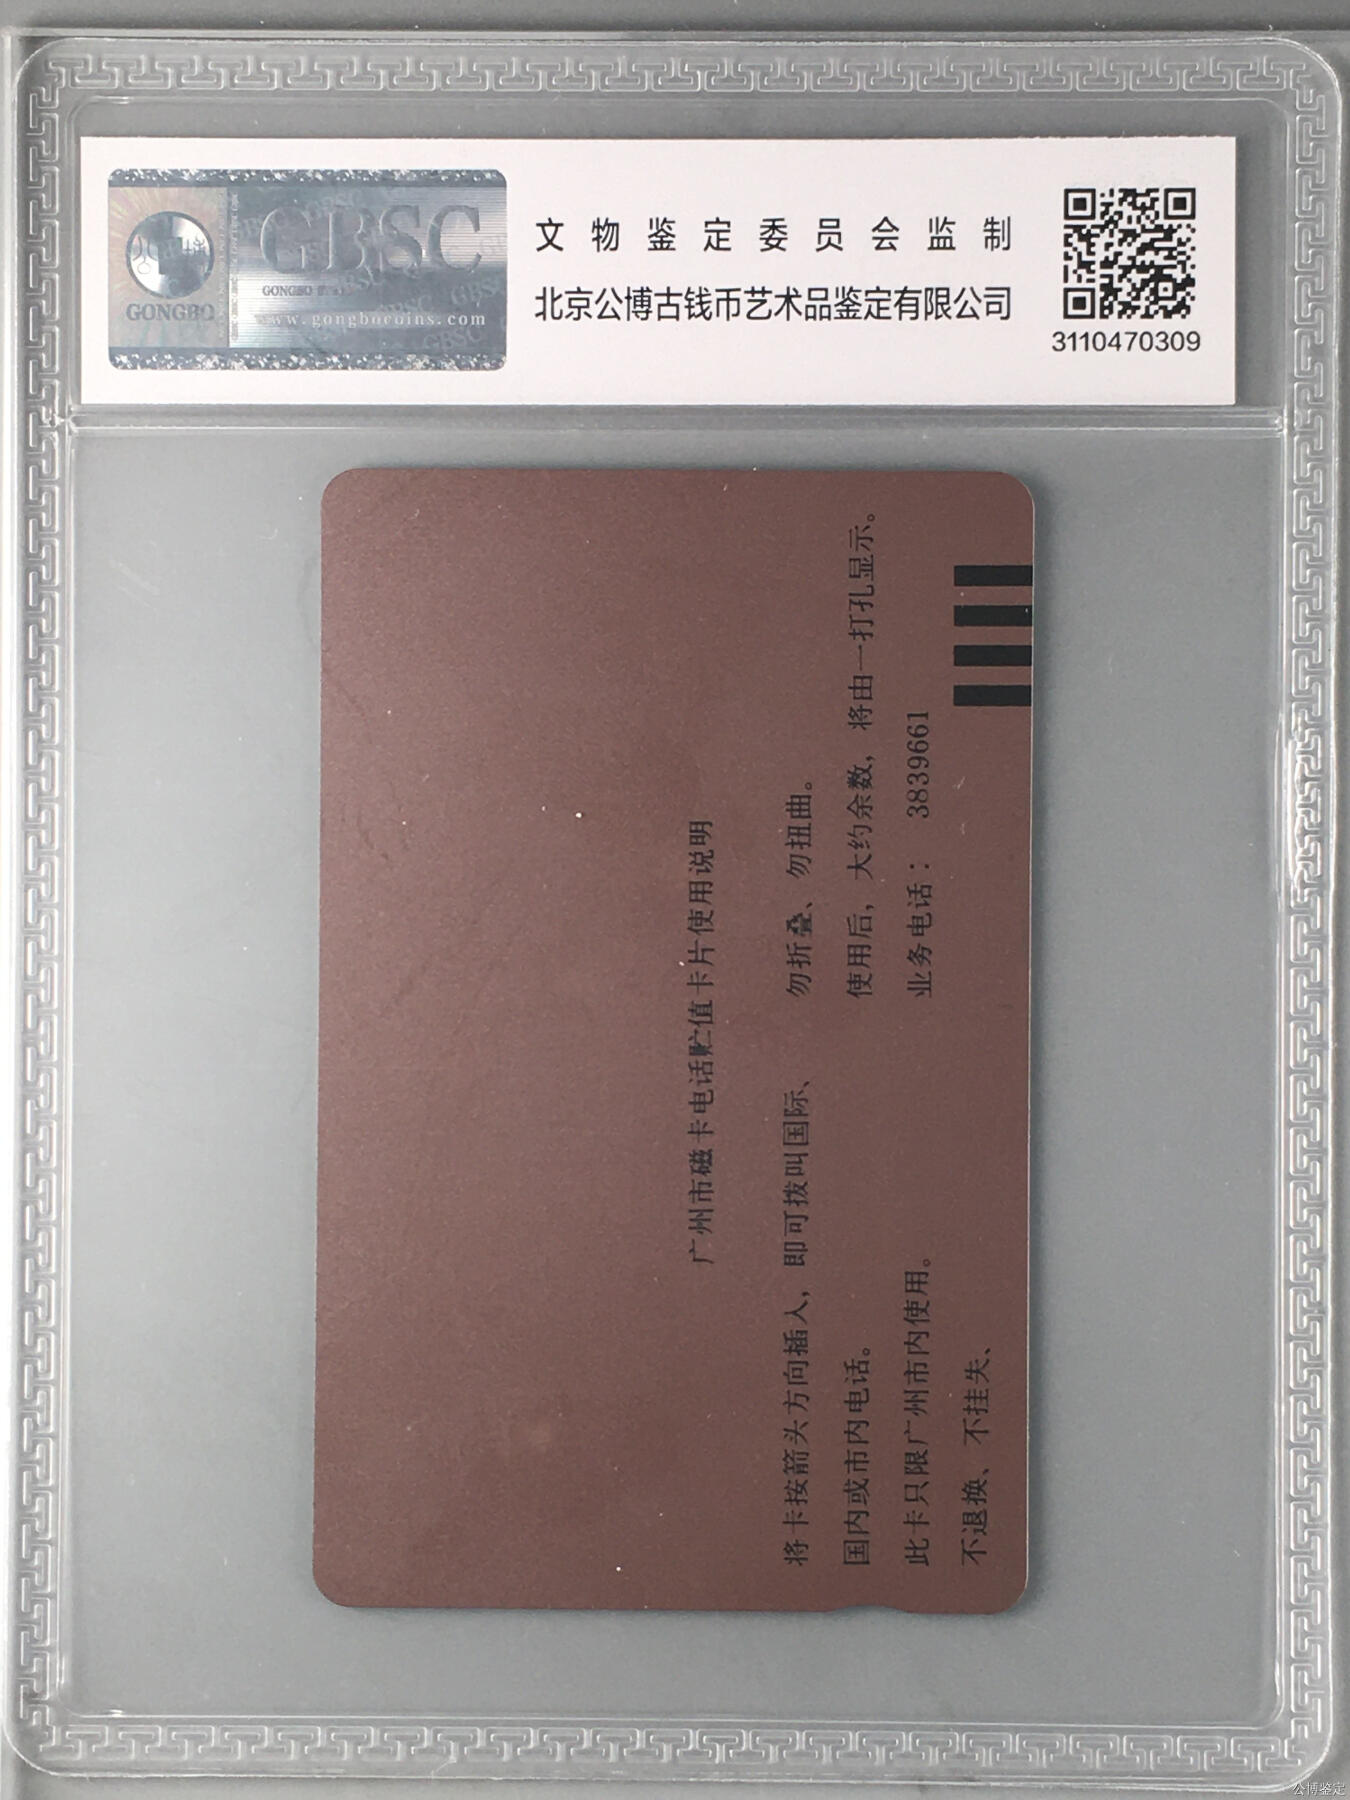 GBSC
公博
GONGBO
www.gongbocoins.com
文物鉴定委员会监制
北京公博古钱币艺术品鉴定有限公司
3110470309
广州市磁卡电话贮值卡片使用说明
将卡按箭头方向插入，即可拨叫国际、
国内或市内电话。
此卡只限广州市内使用。
不退换、不挂失、
勿折叠、勿扭曲。
使用后，大约余数，将由一打孔显示。
业务电话：3839661
公博鉴定